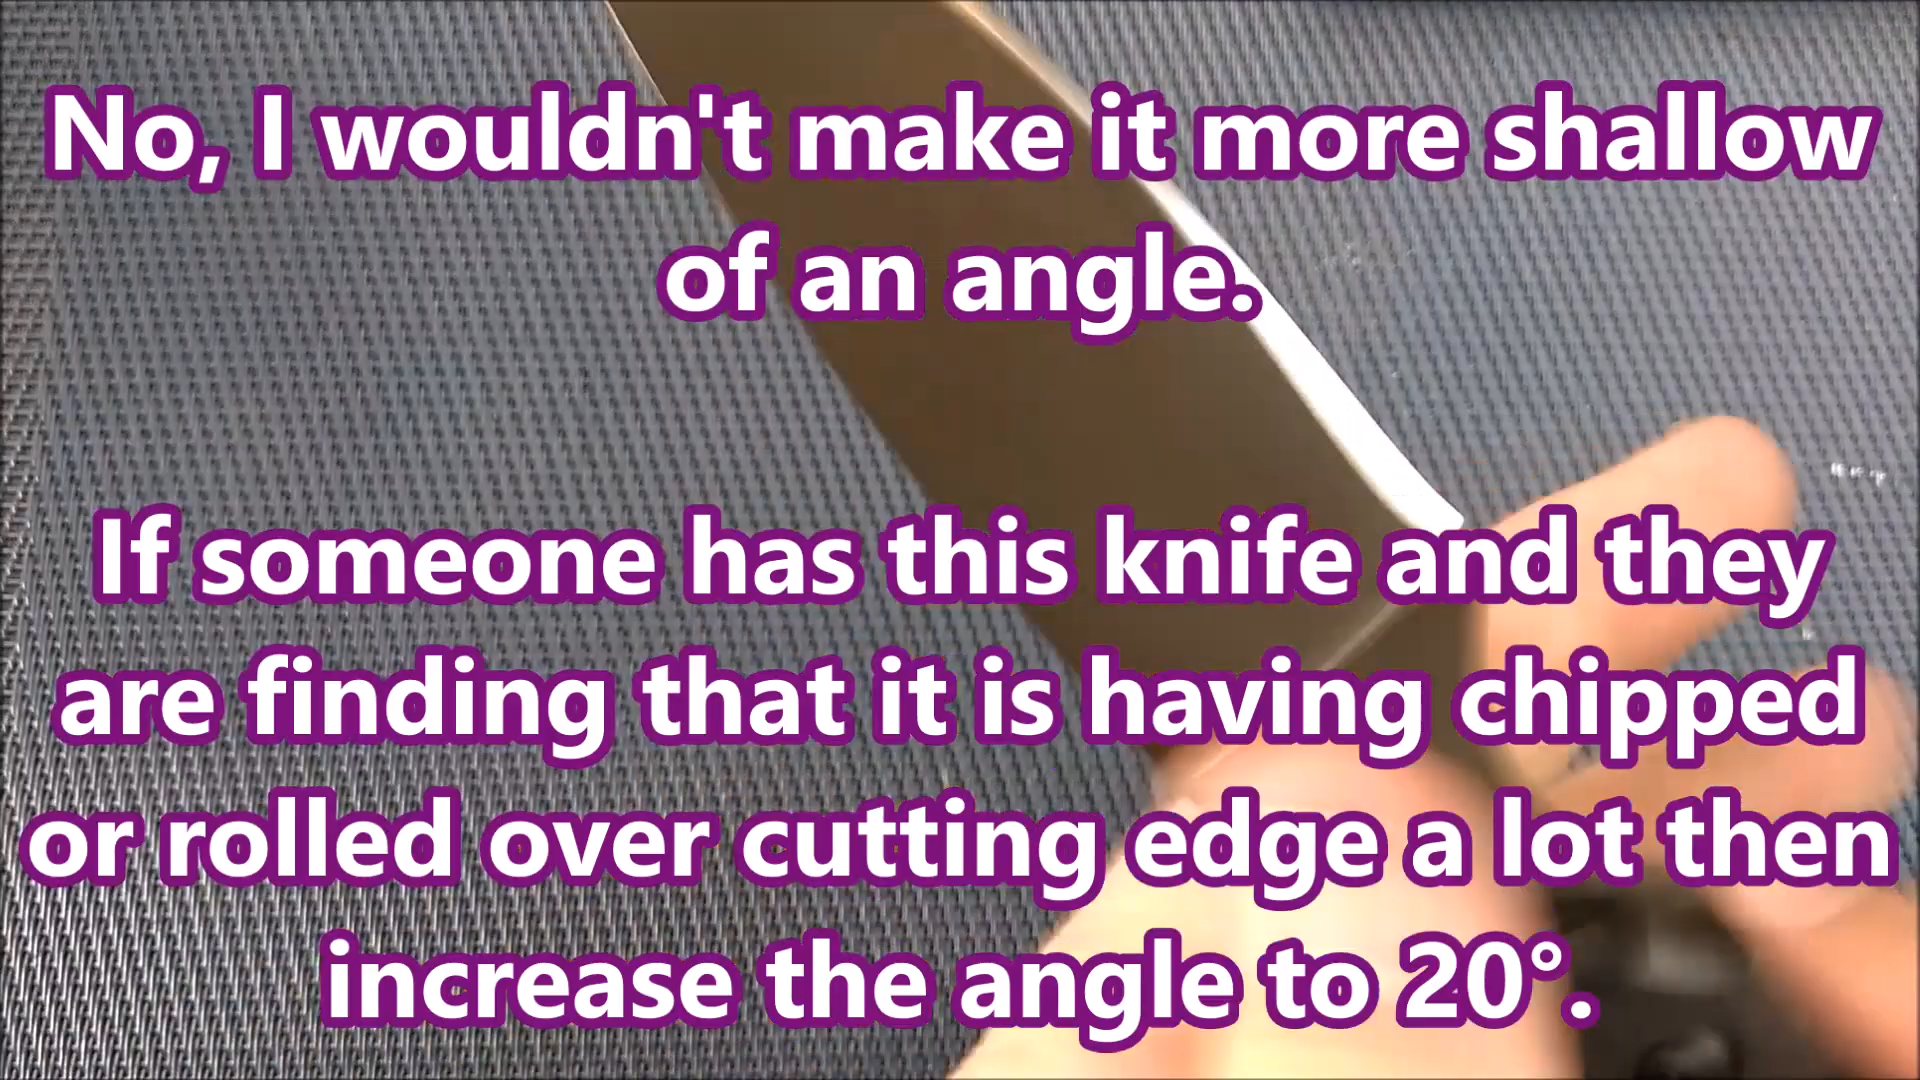 No, I wouldn't make it more shallow
of an angle.
If someone has this knife and they
are finding that it is having chipped
or rolled over cutting edge a lot then
increase the angle to 20°.